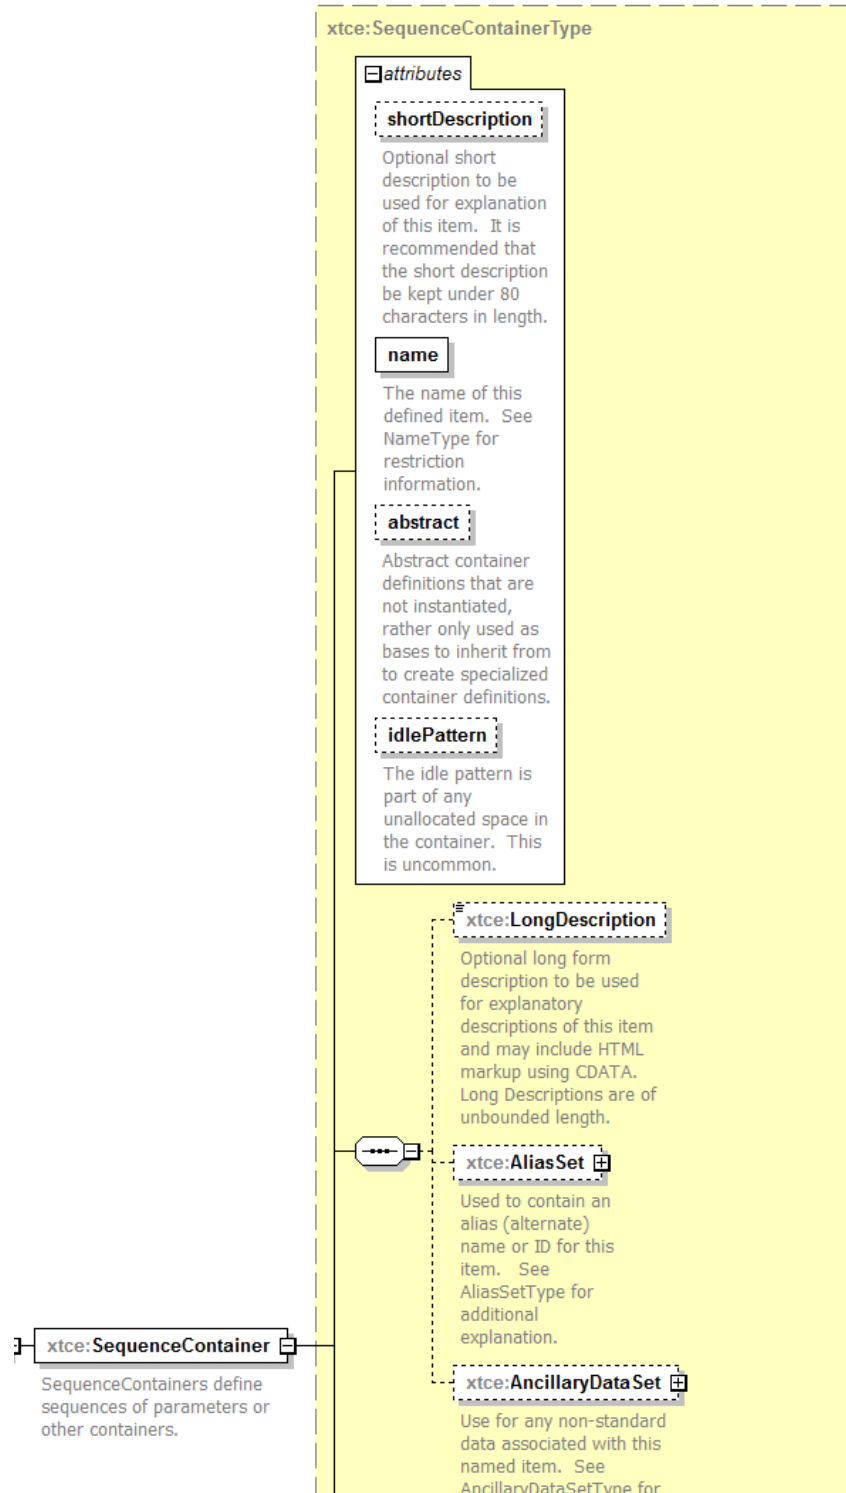 xtce:SequenceContainerType
attributes
shortDescription
Optional short
description to be
used for explanation
of this item.  It is
recommended that
the short description
be kept under 80
characters in length.
name
The name of this
defined item.  See
NameType for
restriction
information.
abstract
Abstract container
definitions that are
not instantiated,
rather only used as
bases to inherit from
to create specialized
container definitions.
idlePattern
The idle pattern is
part of any
unallocated space in
the container.  This
is uncommon.
xtce:LongDescription
Optional long form
description to be used
for explanatory
descriptions of this item
and may include HTML
markup using CDATA.
Long Descriptions are of
unbounded length.
xtce:AliasSet
Used to contain an
alias (alternate)
name or ID for this
item.   See
AliasSetType for
additional
explanation.
xtce:SequenceContainer
SequenceContainers define
sequences of parameters or
other containers.
xtce:AncillaryDataSet
Use for any non-standard
data associated with this
named item.  See
AncillaryDataSetType for